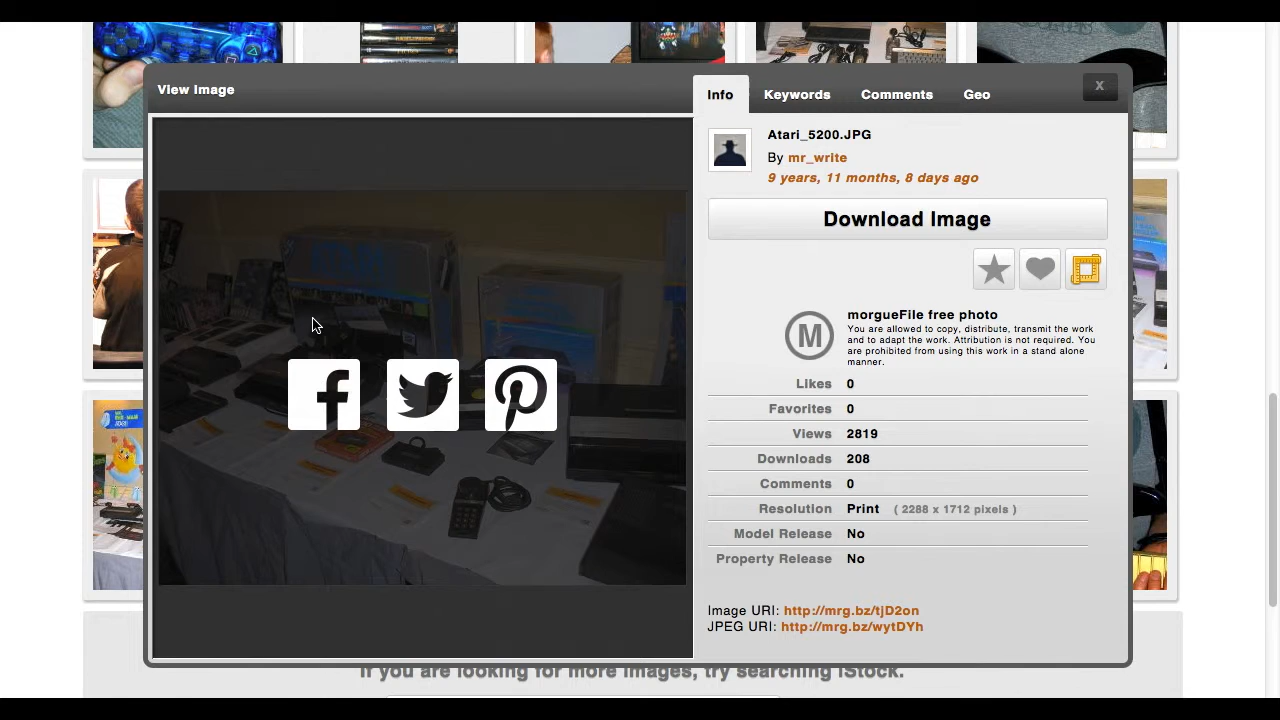 View Image
Info
Keywords
Comments
Geo
X
Atari_5200.JPG
By mr_write
9 years, 11 months, 8 days ago
Download Image
M
morgueFile free photo
You are allowed to copy, distribute, transmit the work
and to adapt the work. Attribution is not required. You
are prohibited from using this work in a stand alone
manner.
Likes 0
Favorites 0
Views 2819
Downloads 208
Comments 0
Resolution Print ( 2288 x 1712 pixels )
Model Release No
Property Release No
Image URI: http://mrg.bz/tjD2on
JPEG URI: http://mrg.bz/wytDYh
If you are looking for more images, try searching iStock.